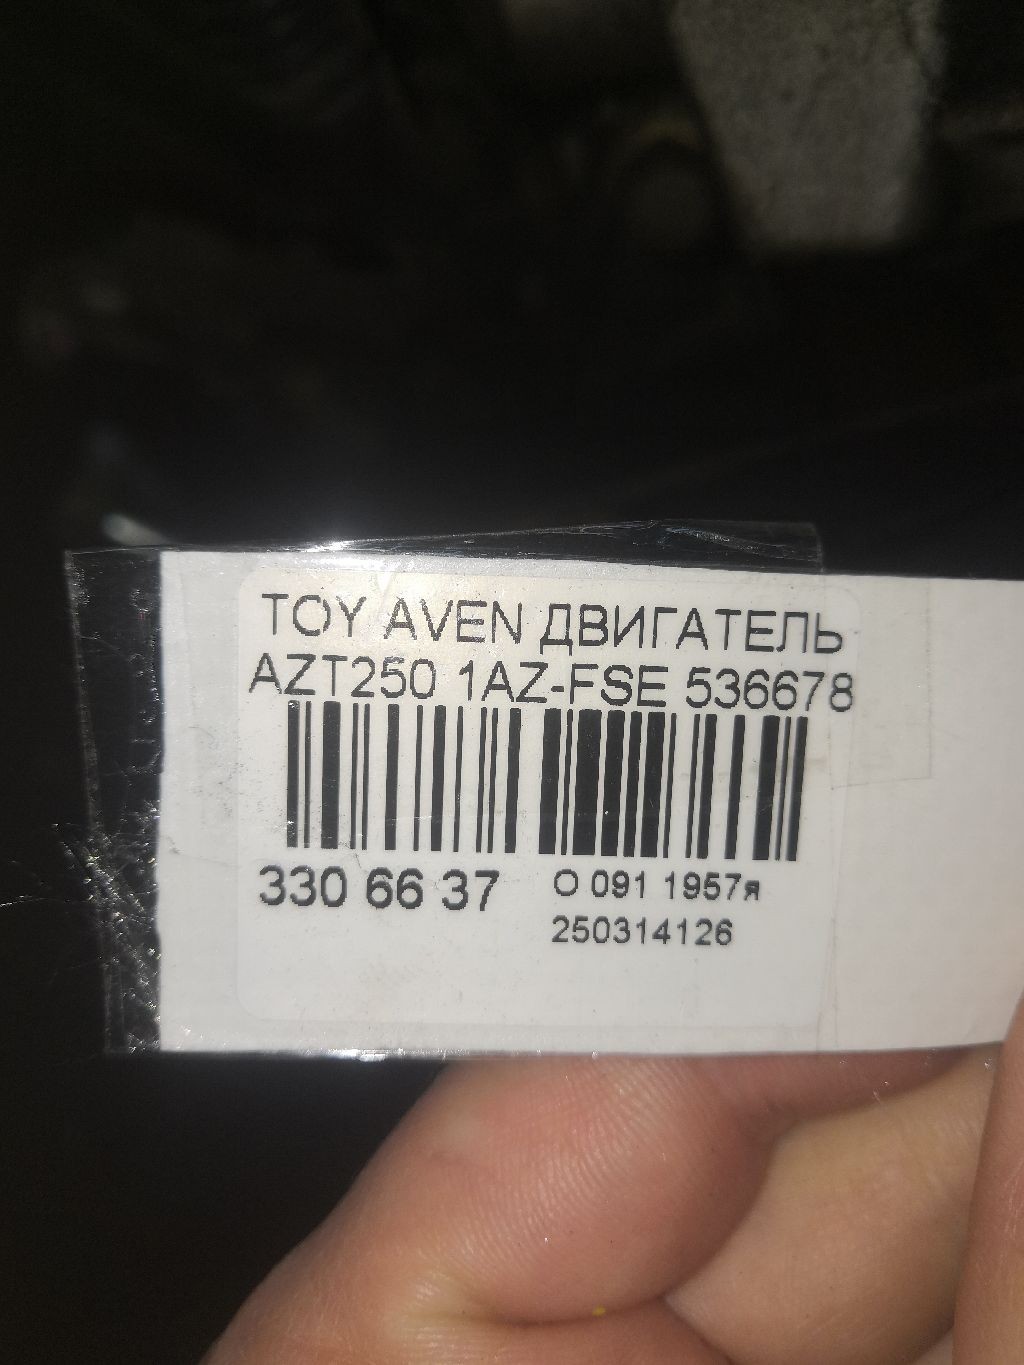 TOY AVEN ДВИГАТЕЛЬ
AZT250 1AZ-FSE 536678
330 66 37
О 091 1957я
250314126